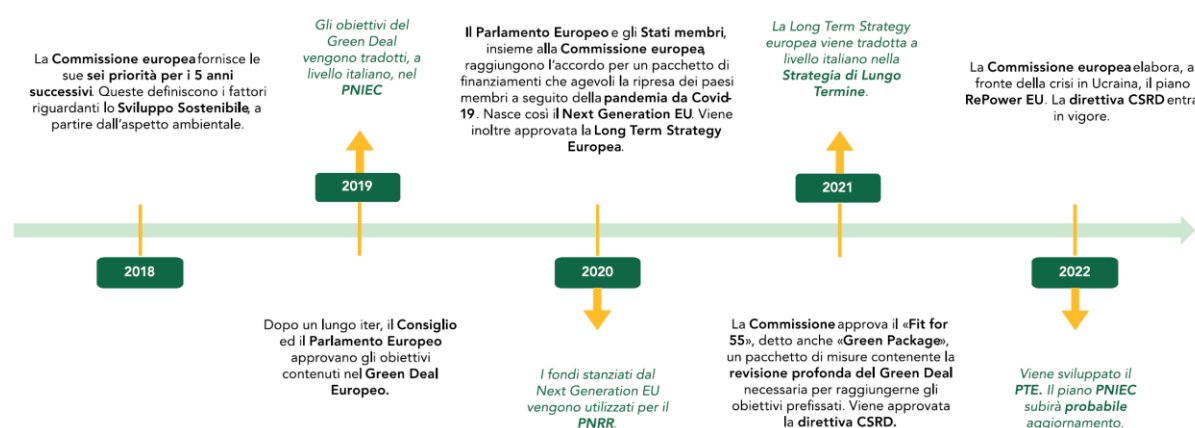 La Commissione europea fornisce le
sue sei priorità per i 5 anni
successivi. Queste definiscono i fattori
riguardanti lo Sviluppo Sostenibile, a
partire dall'aspetto ambientale.
2018
Gli obiettivi del
Green Deal
vengono tradotti, a
livello italiano, nel
PNIEC
2019
Dopo un lungo iter, il Consiglio
ed il Parlamento Europeo
approvano gli obiettivi
contenuti nel Green Deal
Europeo.
Il Parlamento Europeo e gli Stati membri,
insieme alla Commissione europea,
raggiungono l'accordo per un pacchetto di
finanziamenti che agevoli la ripresa dei paesi
membri a seguito della pandemia da Covid-
19. Nasce così il Next Generation EU. Viene
inoltre approvata la Long Term Strategy
Europea.
2020
I fondi stanziati dal
Next Generation EU
vengono utilizzati per il
PNRR.
La Long Term Strategy
europea viene tradotta a
livello italiano nella
Strategia di Lungo
Termine.
2021
La Commissione approva il «Fit for
55», detto anche «Green Package»,
un pacchetto di misure contenente la
revisione profonda del Green Deal
necessaria per raggiungerne gli
obiettivi prefissati. Viene approvata
la direttiva CSRD.
La Commissione europea elabora, a
fronte della crisi in Ucraina, il piano
RePower EU. La direttiva CSRD entra
in vigore.
2022
Viene sviluppato il
PTE. Il piano PNIEC
subirà probabile
aggiornamento.